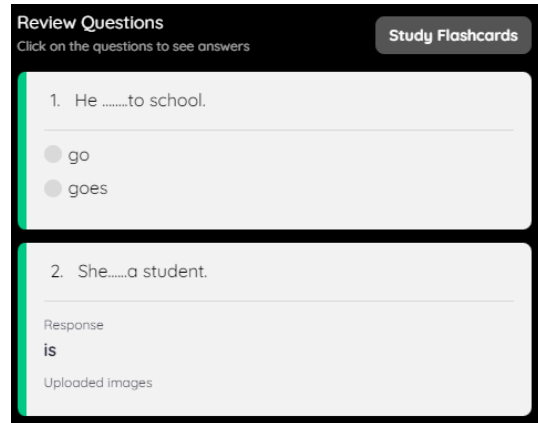 Review Questions
Study Flashcards
Click on the questions to see answers
1. He ........to school.
go
goes
2. She......a student.
Response
is
Uploaded images